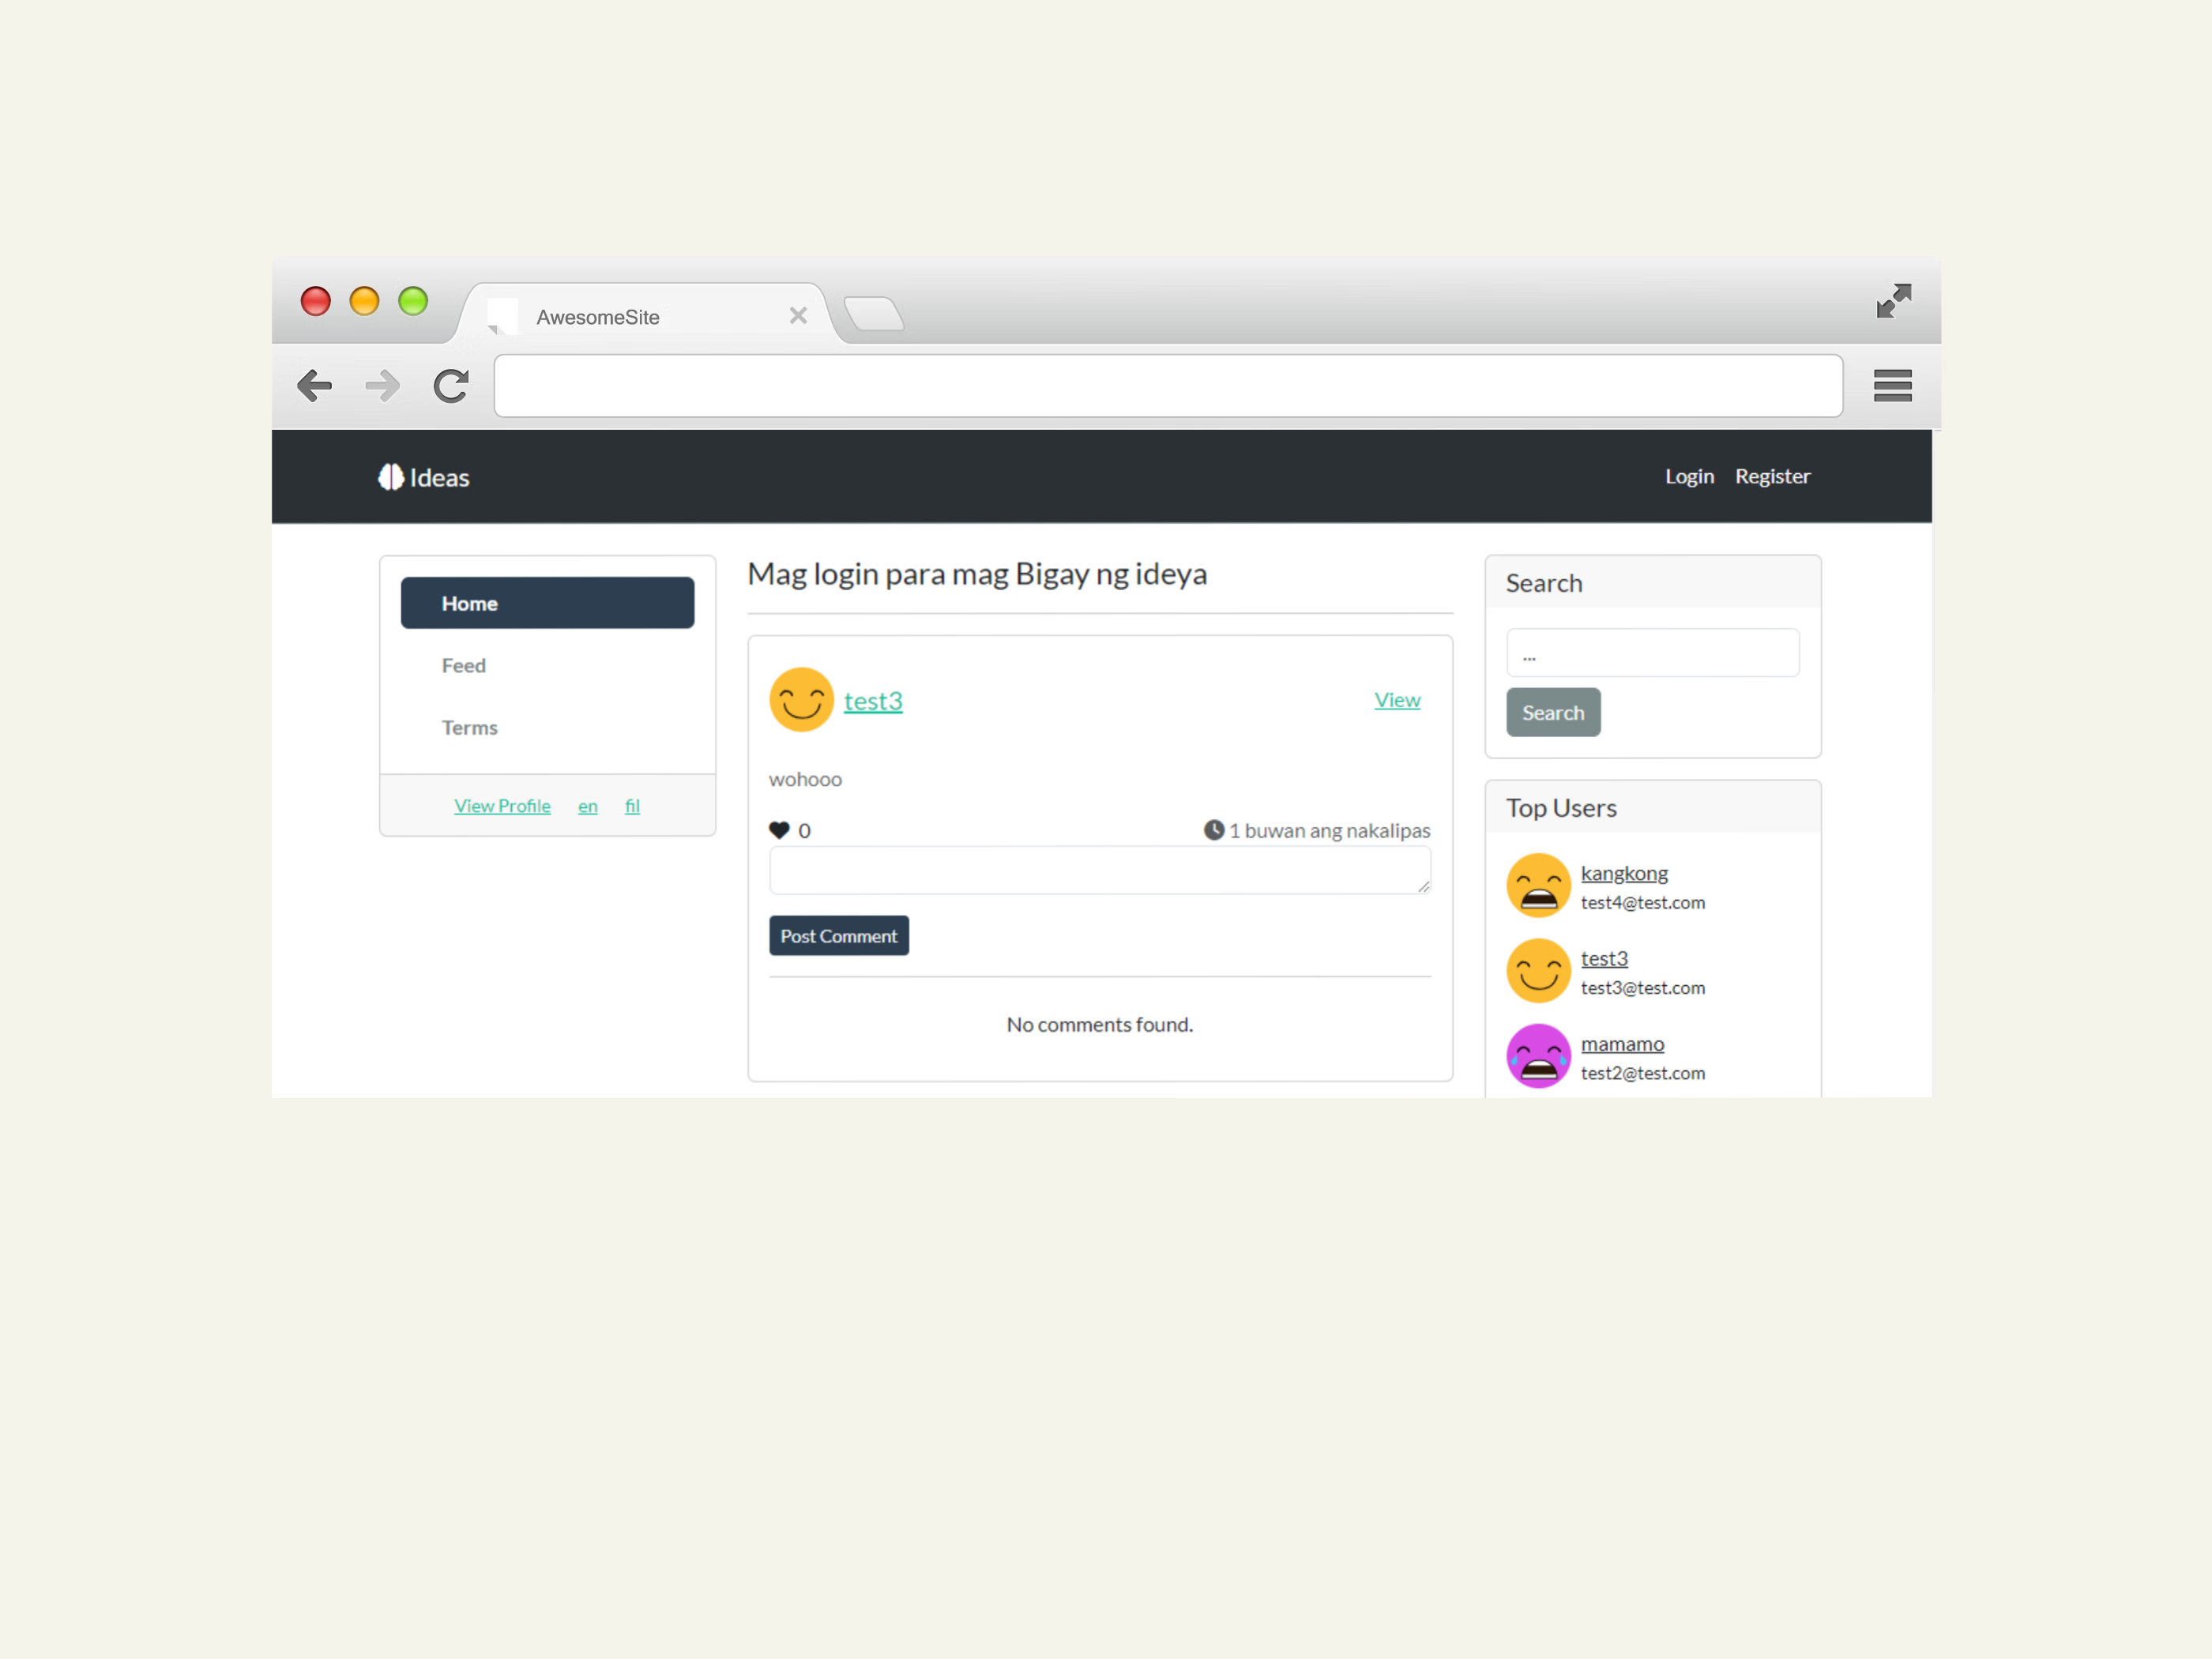 AwesomeSite
Ideas
Login Register
Home
Feed
Terms
View Profile en fil
Mag login para mag Bigay ng ideya
test3
View
wohooo
0
1 buwan ang nakalipas
Post Comment
No comments found.
Search
...
Search
Top Users
kangkong
test4@test.com
test3
test3@test.com
mamamo
test2@test.com